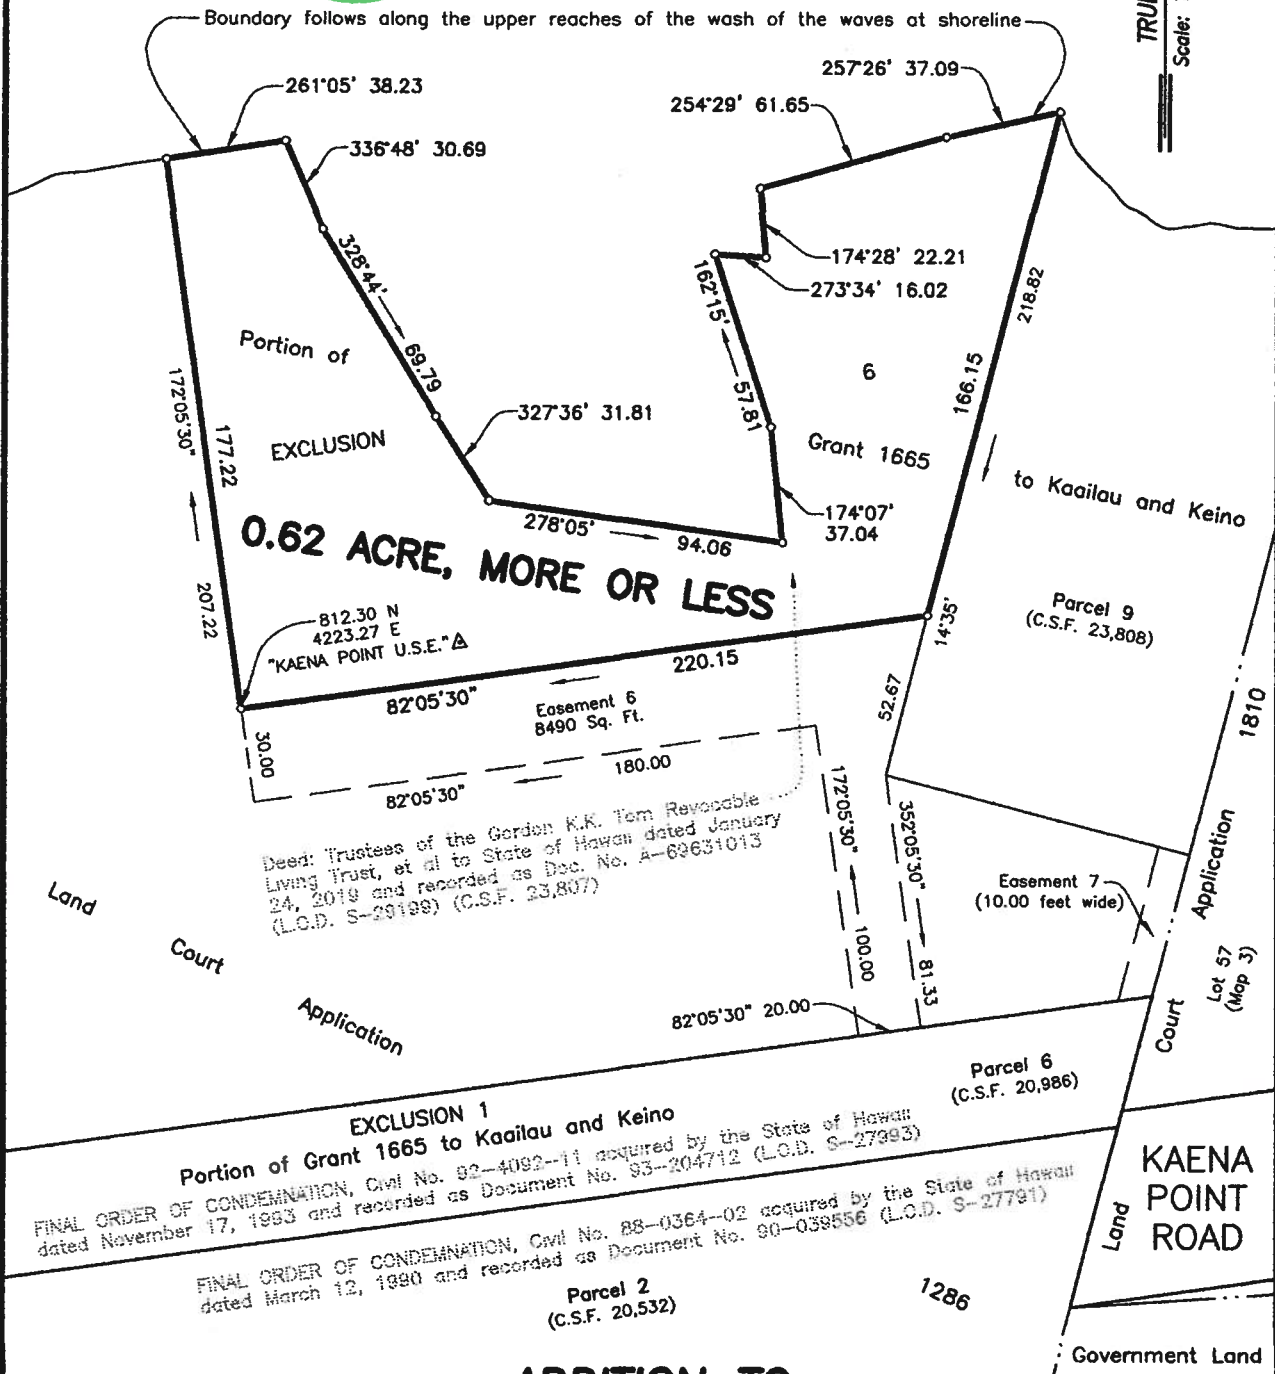 Boundary follows along the upper reaches of the wash of the waves at shoreline
Scale:
261°05' 38.23
257°26' 37.09
254°29' 61.65
336°48' 30.69
328°44' 69.79
174°28' 22.21
273°34' 16.02
162°15' 57.81
218.82
166.15
Portion of
EXCLUSION
6
Grant 1665
to Kaailau and Keino
172°05'30"
177.22
207.22
327°36' 31.81
278°05' 94.06
174°07'
37.04
0.62 ACRE, MORE OR LESS
812.30 N
4223.27 E
"KAENA POINT U.S.E."
14°35'
Parcel 9
(C.S.F. 23,808)
82°05'30" 220.15
Easement 6
8490 Sq. Ft.
52.67
30.00
82°05'30" 180.00
172°05'30" 100.00
352°05'30" 81.33
Deed: Trustees of the Gordon K.K. Tom Revocable
Living Trust, et al to State of Hawaii dated January
24, 2019 and recorded as Doc. No. A-69631013
(L.O.D. S-29199) (C.S.F. 23,807)
Easement 7
(10.00 feet wide)
Land
Court
Application
82°05'30" 20.00
1810
Application
Court
Land
Lot 57
(Map 3)
Parcel 6
(C.S.F. 20,986)
EXCLUSION 1
Portion of Grant 1665 to Kaailau and Keino
FINAL ORDER OF CONDEMNATION, Civil No. 92-4092-11 acquired by the State of Hawaii
dated November 17, 1993 and recorded as Document No. 93-204712 (L.O.D. S-27993)
FINAL ORDER OF CONDEMNATION, Civil No. 88-0364-02 acquired by the State of Hawaii
dated March 12, 1990 and recorded as Document No. 90-039556 (L.O.D. S-27791)
Parcel 2
(C.S.F. 20,532)
1286
KAENA
POINT
ROAD
Government Land
ADDITION TO